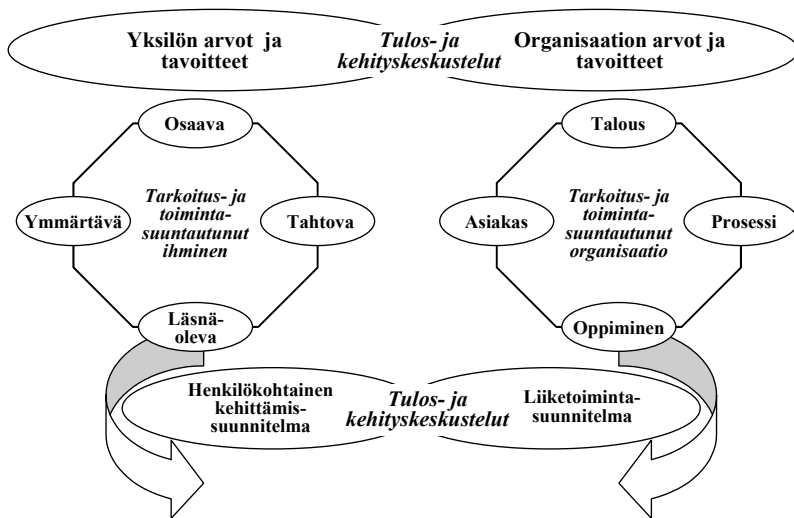 Yksilön arvot ja
tavoitteet
Tulos- ja
kehityskeskustelut
Organisaation arvot ja
tavoitteet
Osaava
Ymmärtävä
Tarkoitus- ja
toiminta-
suuntautunut
ihminen
Tahtova
Läsnä-
oleva
Talous
Asiakas
Tarkoitus- ja
toiminta-
suuntautunut
organisaatio
Prosessi
Oppiminen
Henkilökohtainen
kehittämis-
suunnitelma
Tulos- ja
kehityskeskustelut
Liiketoiminta-
suunnitelma